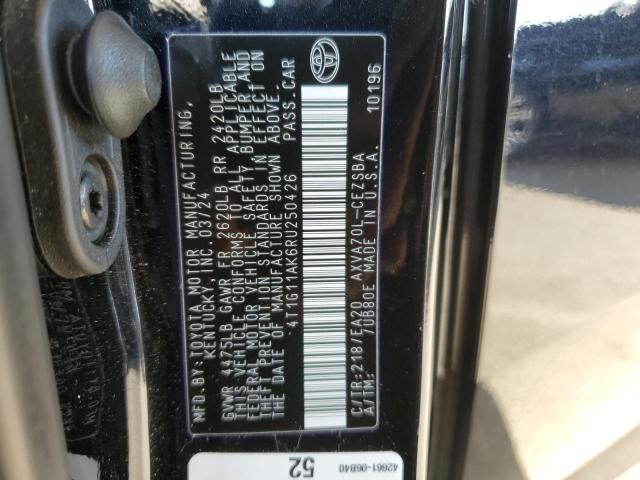 MFD.BY: TOYOTA MOTOR MANUFACTURING,
KENTUCKY, INC. 03/24
GVWR 4475LB GAWR FR 2620LB RR 2420LB
THIS VEHICLE CONFORMS TO ALL APPLICABLE
FEDERAL MOTOR VEHICLE SAFETY, BUMPER, AND
THEFT PREVENTION STANDARDS IN EFFECT ON
THE DATE OF MANUFACTURE SHOWN ABOVE.
4T1G11AK6RU250426 PASS.CAR
C/TR:218/EA20 AXVA70L-CEZSBA
A/TM: /UB80E MADE IN U.S.A. 10196
52
42661-06B40